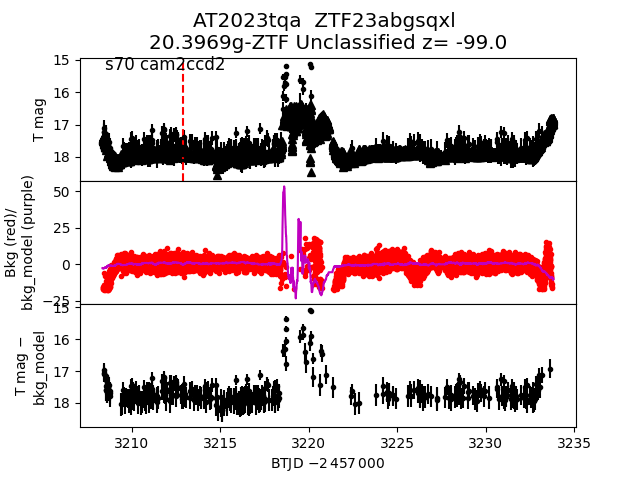 AT2023tqa  ZTF23abgsqxl
20.3969g-ZTF Unclassified z= -99.0
s70 cam2ccd2
T mag
15
16
17
18
Bkg (red)/
bkg_model (purple)
50
25
0
−25
T mag −
bkg_model
15
16
17
18
3210
3215
3220
3225
3230
3235
BTJD −2 457 000